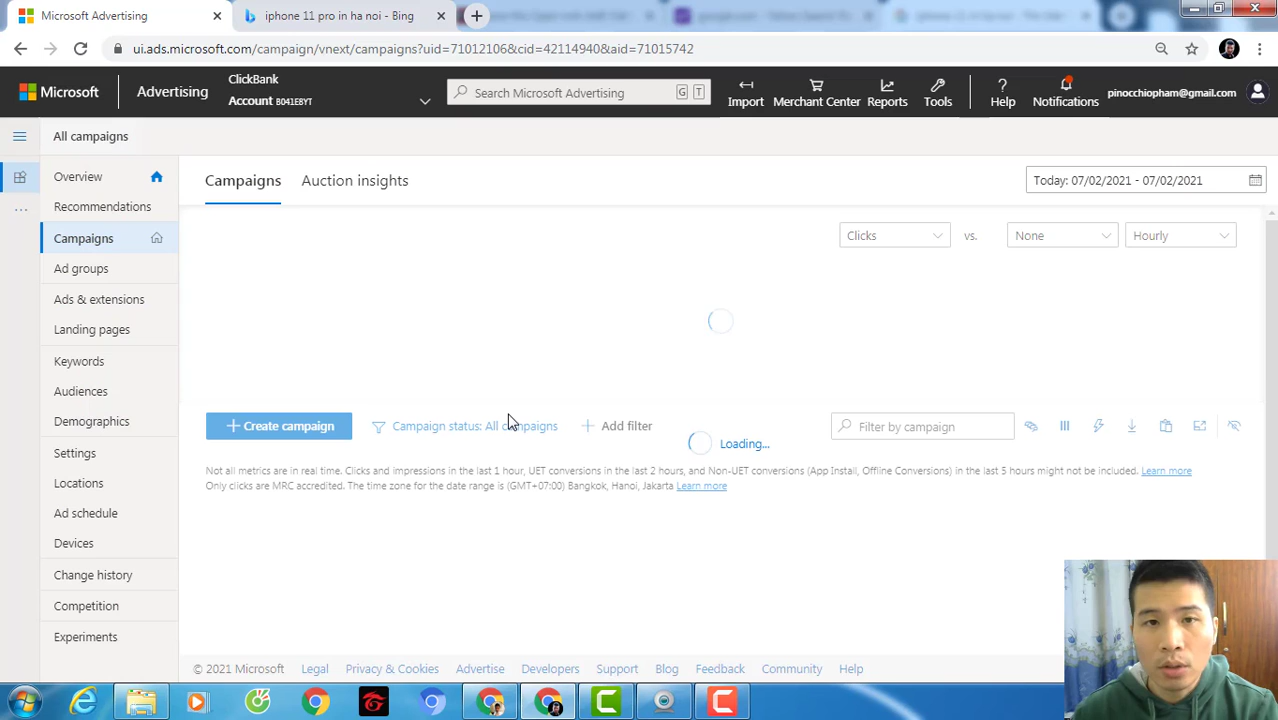 Microsoft Advertising
iphone 11 pro in ha noi - Bing
ui.ads.microsoft.com/campaign/vnext/campaigns?uid=71012106&cid=42114940&aid=71015742
Microsoft
Advertising
ClickBank
Account B041EBYT
Search Microsoft Advertising
G T
Import
Merchant Center
Reports
Tools
Help
Notifications
pinocchiopham@gmail.com
All campaigns
Overview
Recommendations
Campaigns
Ad groups
Ads & extensions
Landing pages
Keywords
Audiences
Demographics
Settings
Locations
Ad schedule
Devices
Change history
Competition
Experiments
Campaigns
Auction insights
Today: 07/02/2021 - 07/02/2021
Clicks
vs.
None
Hourly
Create campaign
Campaign status: All campaigns
Add filter
Loading...
Filter by campaign
Not all metrics are in real time. Clicks and impressions in the last 1 hour, UET conversions in the last 2 hours, and Non-UET conversions (App Install, Offline Conversions) in the last 5 hours might not be included. Learn more
Only clicks are MRC accredited. The time zone for the date range is (GMT+07:00) Bangkok, Hanoi, Jakarta Learn more
© 2021 Microsoft
Legal
Privacy & Cookies
Advertise
Developers
Support
Blog
Feedback
Community
Help